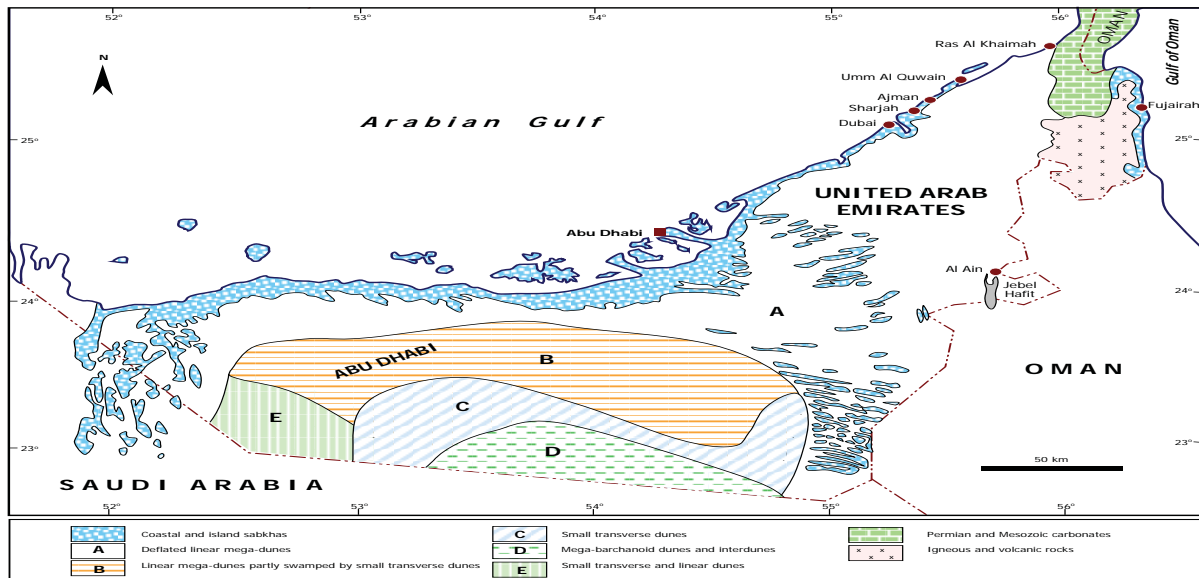 52°
53°
54°
55°
56°
N
OMAN
Gulf of Oman
Ras Al Khaimah
Umm Al Quwain
Ajman
Sharjah
Dubai
Fujairah
Arabian Gulf
25°
25°
UNITED ARAB
EMIRATES
Abu Dhabi
Al Ain
Jebel
Hafit
24°
24°
A
ABU DHABI
B
OMAN
C
E
D
23°
23°
50 km
SAUDI ARABIA
52°
53°
54°
55°
56°
Coastal and island sabkhas
A Deflated linear mega-dunes
B Linear mega-dunes partly swamped by small transverse dunes
C Small transverse dunes
D Mega-barchanoid dunes and interdunes
E Small transverse and linear dunes
Permian and Mesozoic carbonates
Igneous and volcanic rocks